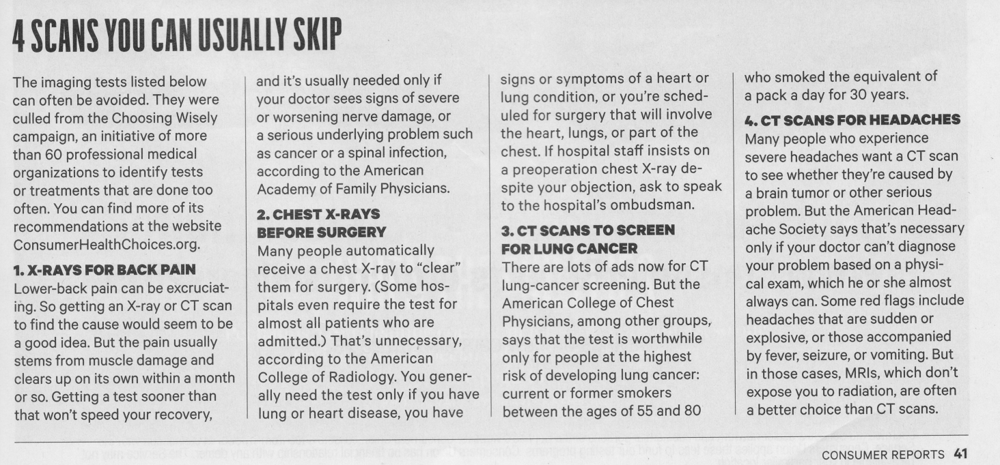 4 SCANS YOU CAN USUALLY SKIP
The imaging tests listed below
can often be avoided. They were
culled from the Choosing Wisely
campaign, an initiative of more
than 60 professional medical
organizations to identify tests
or treatments that are done too
often. You can find more of its
recommendations at the website
ConsumerHealthChoices.org.
1. X-RAYS FOR BACK PAIN
Lower-back pain can be excruciat-
ing. So getting an X-ray or CT scan
to find the cause would seem to be
a good idea. But the pain usually
stems from muscle damage and
clears up on its own within a month
or so. Getting a test sooner than
that won't speed your recovery,
and it's usually needed only if
your doctor sees signs of severe
or worsening nerve damage, or
a serious underlying problem such
as cancer or a spinal infection,
according to the American
Academy of Family Physicians.
2. CHEST X-RAYS
BEFORE SURGERY
Many people automatically
receive a chest X-ray to “clear”
them for surgery. (Some hos-
pitals even require the test for
almost all patients who are
admitted.) That's unnecessary,
according to the American
College of Radiology. You gener-
ally need the test only if you have
lung or heart disease, you have
signs or symptoms of a heart or
lung condition, or you're sched-
uled for surgery that will involve
the heart, lungs, or part of the
chest. If hospital staff insists on
a preoperation chest X-ray de-
spite your objection, ask to speak
to the hospital's ombudsman.
3. CT SCANS TO SCREEN
FOR LUNG CANCER
There are lots of ads now for CT
lung-cancer screening. But the
American College of Chest
Physicians, among other groups,
says that the test is worthwhile
only for people at the highest
risk of developing lung cancer:
current or former smokers
between the ages of 55 and 80
who smoked the equivalent of
a pack a day for 30 years.
4. CT SCANS FOR HEADACHES
Many people who experience
severe headaches want a CT scan
to see whether they're caused by
a brain tumor or other serious
problem. But the American Head-
ache Society says that's necessary
only if your doctor can't diagnose
your problem based on a physi-
cal exam, which he or she almost
always can. Some red flags include
headaches that are sudden or
explosive, or those accompanied
by fever, seizure, or vomiting. But
in those cases, MRIs, which don't
expose you to radiation, are often
a better choice than CT scans.
CONSUMER REPORTS 41